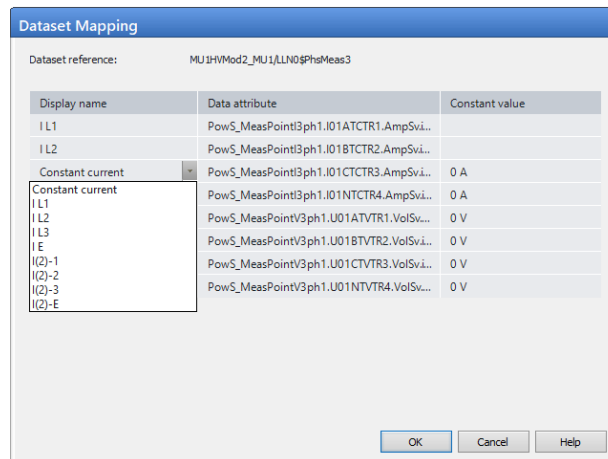 Dataset Mapping
Dataset reference: MU1HVMod2_MU1/LLN0$PhsMeas3
Display name Data attribute Constant value
I L1 PowS_MeasPointI3ph1.I01ATCTR1.AmpSv.i...
I L2 PowS_MeasPointI3ph1.I01BTCTR2.AmpSv.i...
Constant current PowS_MeasPointI3ph1.I01CTCTR3.AmpSv.i... 0 A
Constant current PowS_MeasPointI3ph1.I01NTCTR4.AmpSv.i... 0 A
I L1 PowS_MeasPointV3ph1.U01ATVTR1.VolSv.i... 0 V
I L2
I L3 PowS_MeasPointV3ph1.U01BTVTR2.VolSv.i... 0 V
I E
I(2)-1 PowS_MeasPointV3ph1.U01CTVTR3.VolSv.i... 0 V
I(2)-2
I(2)-3 PowS_MeasPointV3ph1.U01NTVTR4.VolSv.... 0 V
I(2)-E
OK Cancel Help